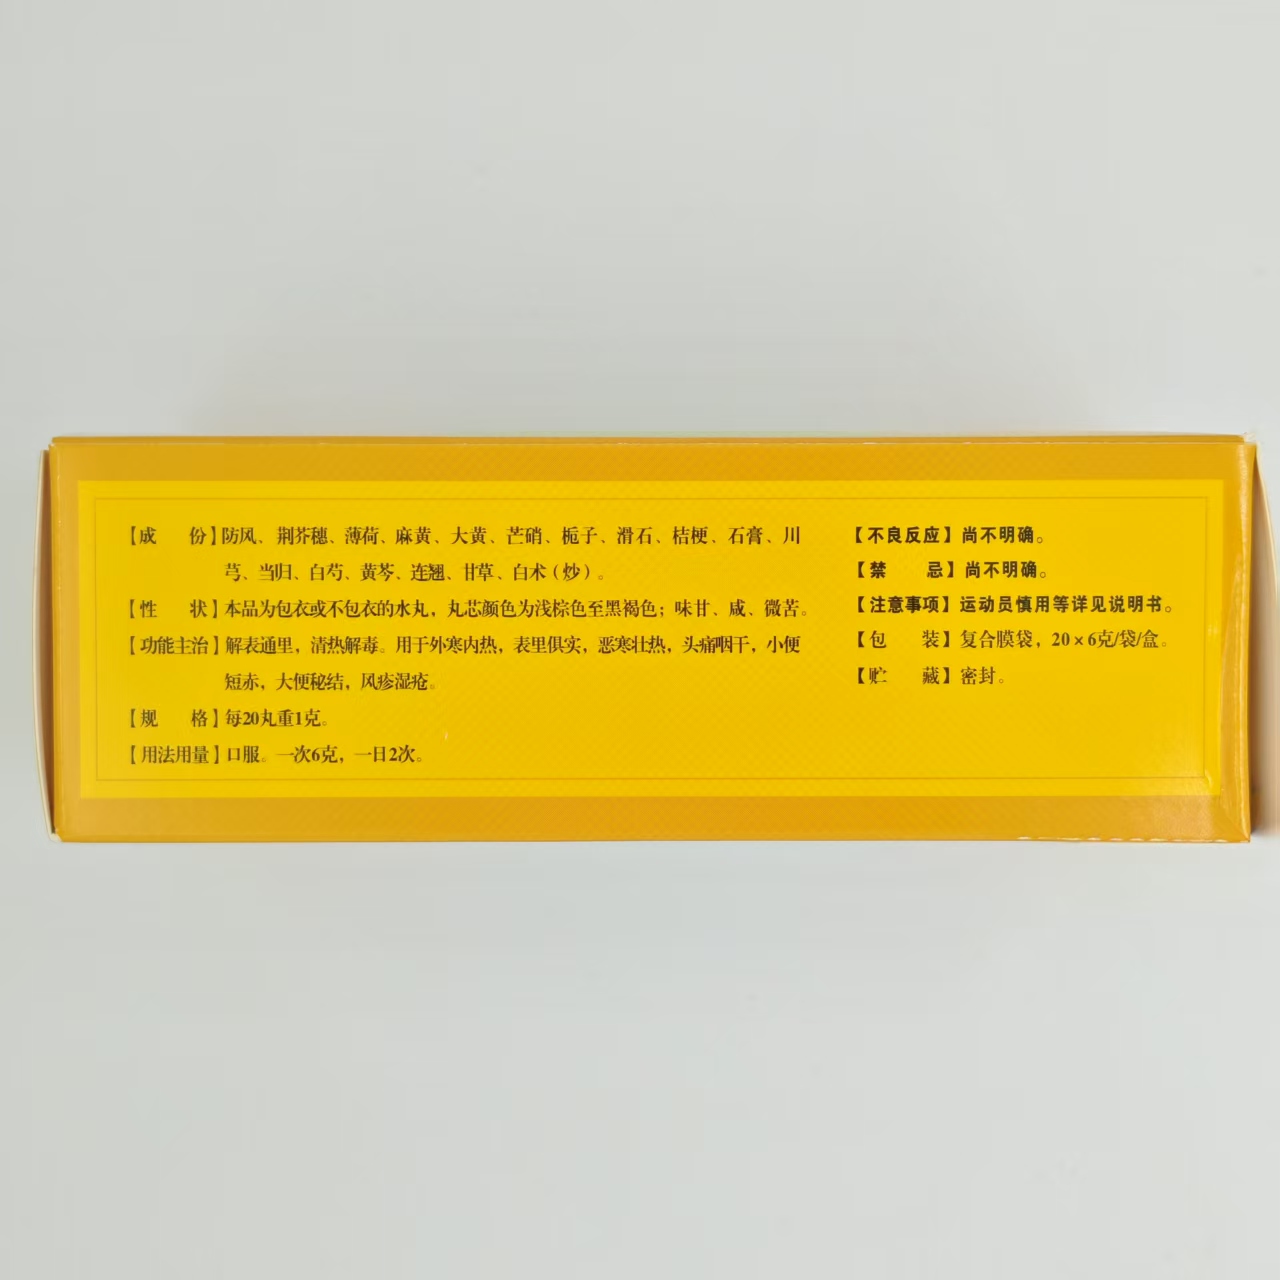 【成　　份】防风、荆芥穗、薄荷、麻黄、大黄、芒硝、栀子、滑石、桔梗、石膏、川
芎、当归、白芍、黄芩、连翘、甘草、白术（炒）。
【性　　状】本品为包衣或不包衣的水丸，丸芯颜色为浅棕色至黑褐色；味甘、咸、微苦。
【功能主治】解表通里，清热解毒。用于外寒内热，表里俱实，恶寒壮热，头痛咽干，小便
短赤，大便秘结，风疹湿疮。
【规　　格】每20丸重1克。
【用法用量】口服。一次6克，一日2次。
【不良反应】尚不明确。
【禁　　忌】尚不明确。
【注意事项】运动员慎用等详见说明书。
【包　　装】复合膜袋，20×6克/袋/盒。
【贮　　藏】密封。